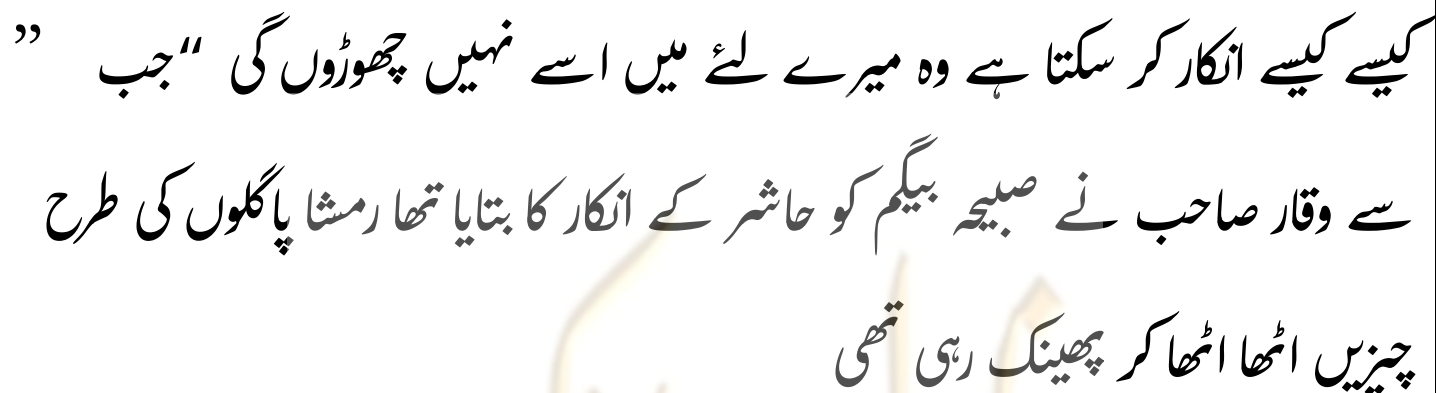 کیسے کیسے انکار کر سکتا ہے وہ میرے لئے میں اسے نہیں چھوڑوں گی “جب ”
سے وقار صاحب نے صبیحہ بیگم کو حاشر کے انکار کا بتایا تھا رمشا پاگلوں کی طرح
چیزیں اٹھا اٹھا کر پھینک رہی تھی